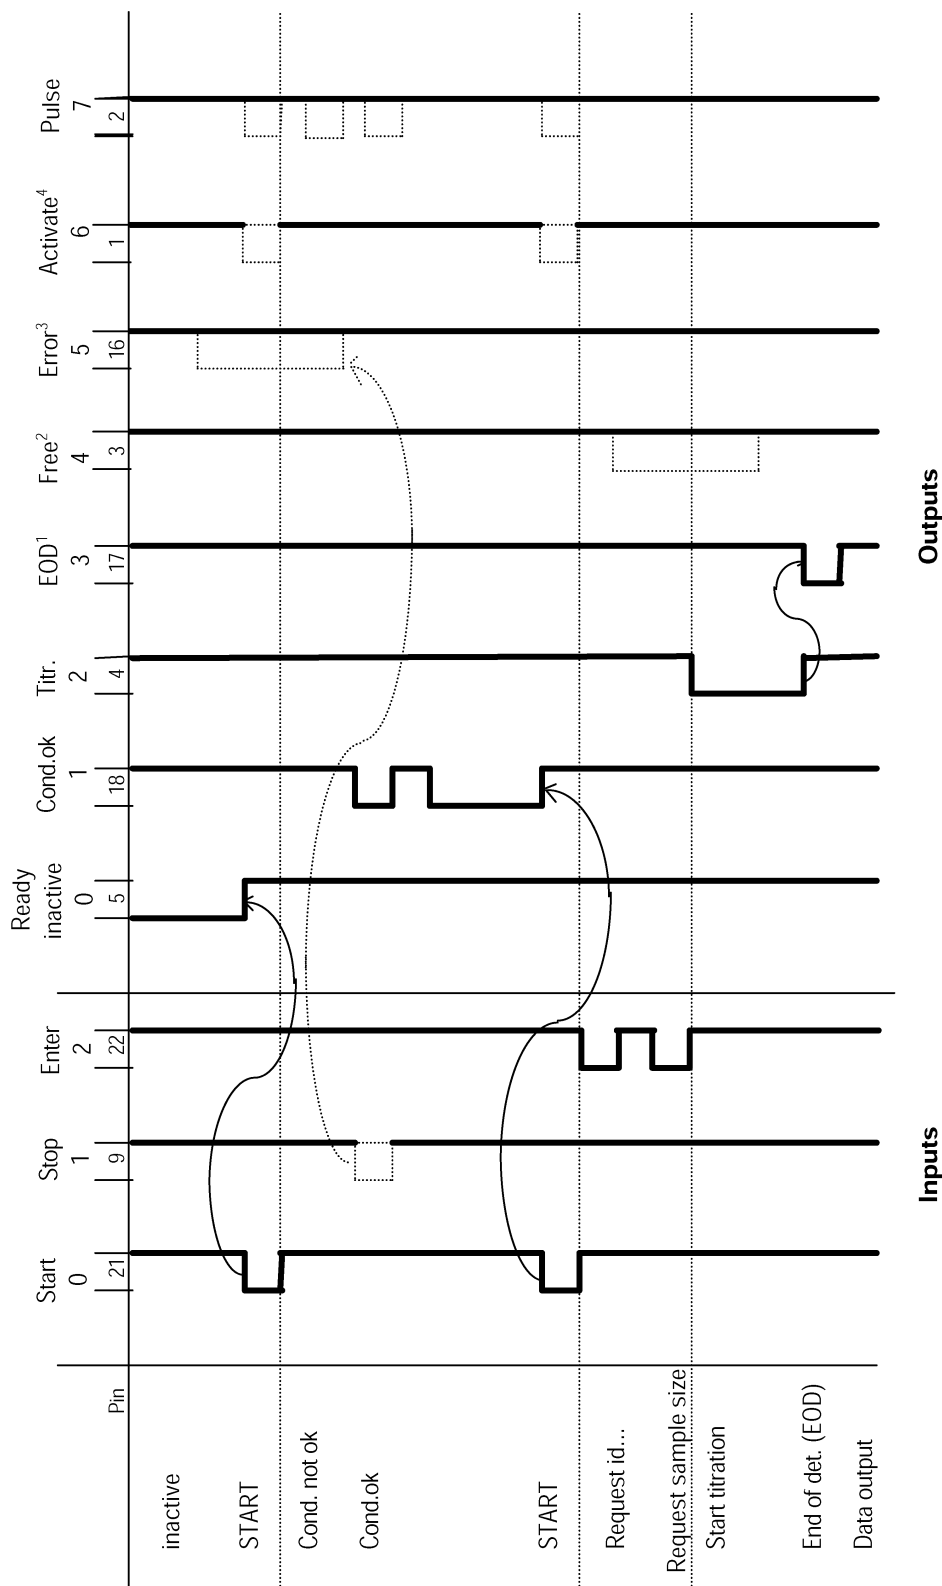 Pin
inactive
START
Cond. not ok
Cond.ok
START
Request id...
Request sample size
Start titration
End of det. (EOD)
Data output
Start
0
21
Stop
1
9
Enter
2
22
Ready
inactive
0
5
Cond.ok
1
18
Titr.
2
4
EOD1
3
17
Free2
4
3
Error3
5
16
Activate4
6
1
Pulse
7
2
Inputs
Outputs